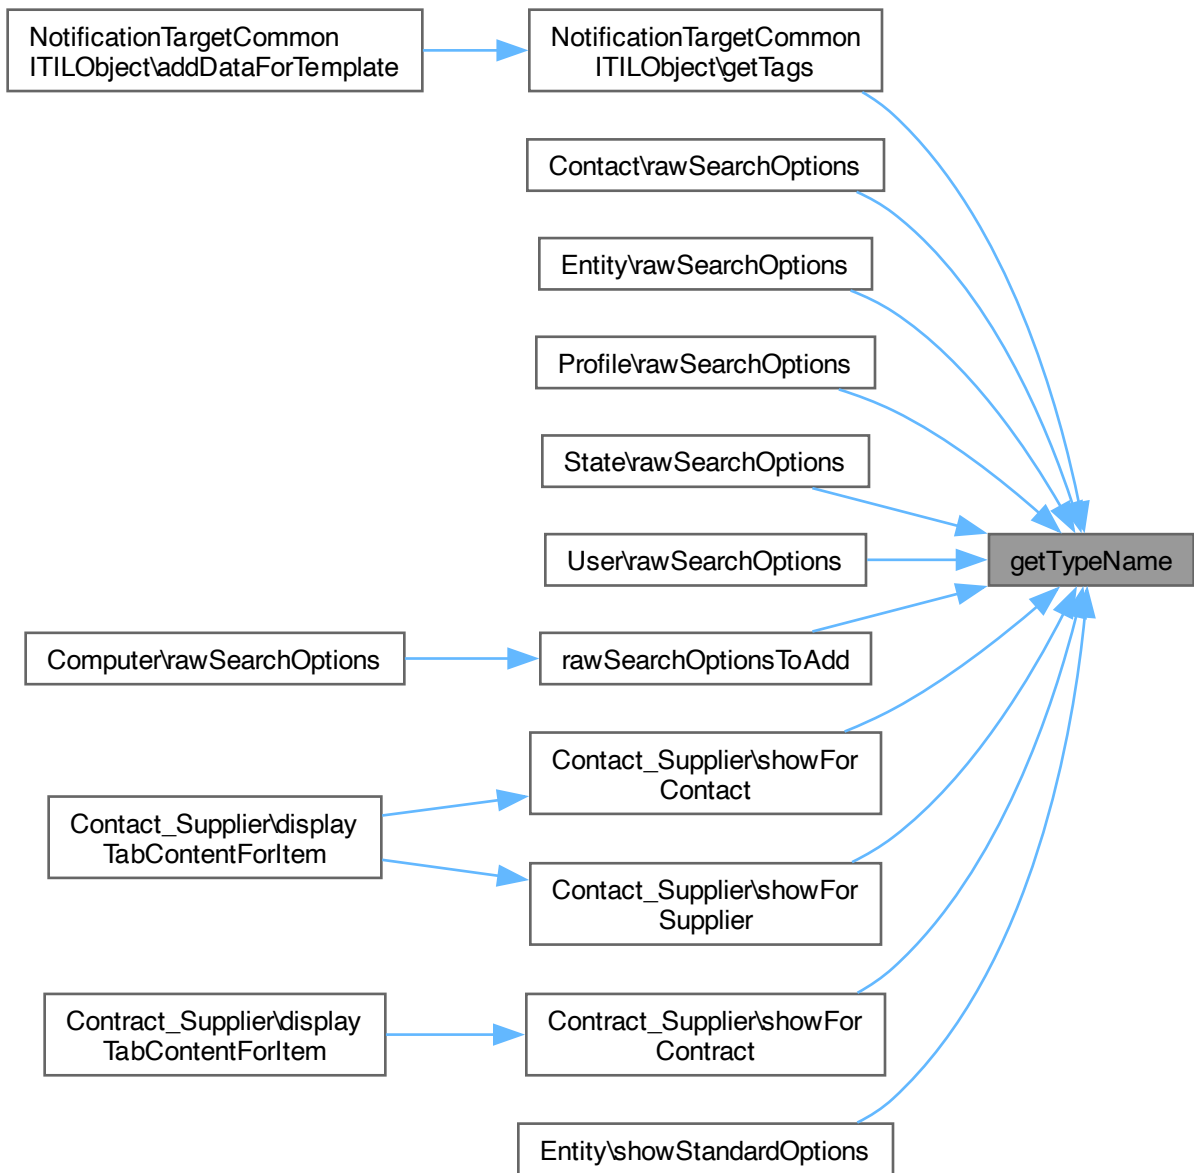 NotificationTargetCommon
ITILObject\addDataForTemplate
NotificationTargetCommon
ITILObject\getTags
Contact\rawSearchOptions
Entity\rawSearchOptions
Profile\rawSearchOptions
State\rawSearchOptions
User\rawSearchOptions
getTypeName
Computer\rawSearchOptions
rawSearchOptionsToAdd
Contact_Supplier\showFor
Contact
Contact_Supplier\display
TabContentForItem
Contact_Supplier\showFor
Supplier
Contract_Supplier\display
TabContentForItem
Contract_Supplier\showFor
Contract
Entity\showStandardOptions